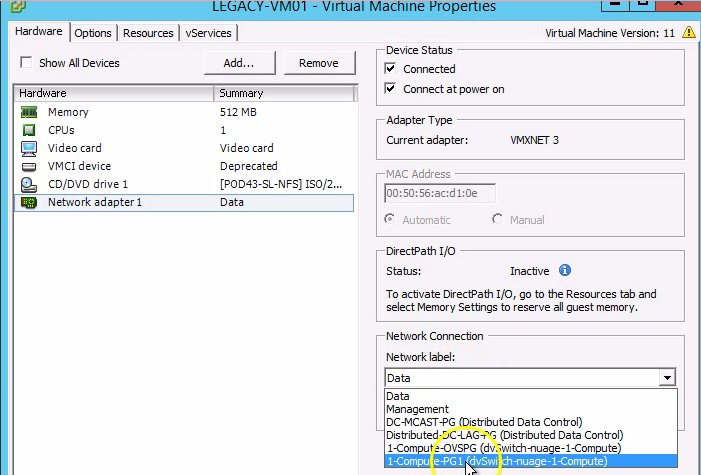 LEGACY-VM01 - Virtual Machine Properties
Hardware Options Resources vServices
Virtual Machine Version: 11
Show All Devices Add... Remove
Hardware Summary
Memory 512 MB
CPUs 1
Video card Video card
VMCI device Deprecated
CD/DVD drive 1 [POD43-SL-NFS] ISO/2...
Network adapter 1 Data
Device Status
Connected
Connect at power on
Adapter Type
Current adapter: VMXNET 3
MAC Address
00:50:56:ac:d1:0e
Automatic Manual
DirectPath I/O
Status: Inactive
To activate DirectPath I/O, go to the Resources tab and
select Memory Settings to reserve all guest memory.
Network Connection
Network label:
Data
Data
Management
DC-MCAST-PG (Distributed Data Control)
Distributed-DC-LAG-PG (Distributed Data Control)
1-Compute-OVSPG (dvSwitch-nuage-1-Compute)
1-Compute-PG1 (dvSwitch-nuage-1-Compute)